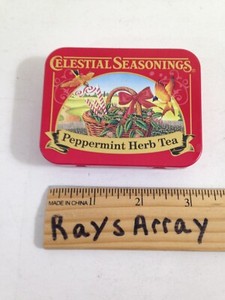 CELESTIAL SEASONINGS®
Peppermint Herb Tea
MADE IN CHINA 1 2 3
RaysArray